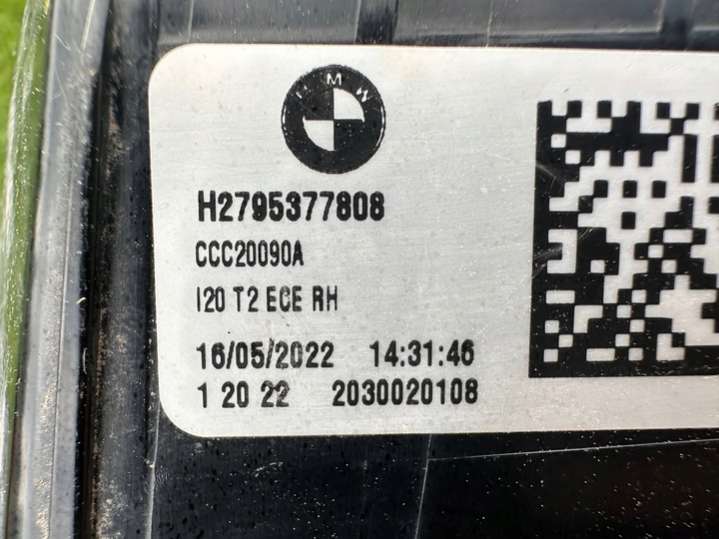 BMW
H2795377808
CCC20090A
I20 T2 ECE RH
16/05/2022 14:31:46
1 20 22 2030020108